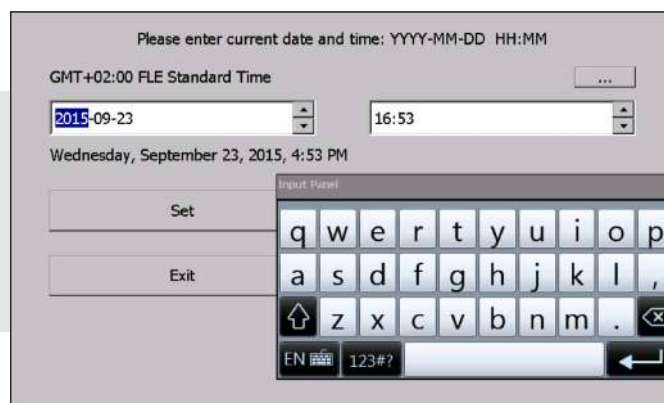 Please enter current date and time: YYYY-MM-DD HH:MM
GMT+02:00 FLE Standard Time
...
2015-09-23
16:53
Wednesday, September 23, 2015, 4:53 PM
Input Panel
Set
Exit
q w e r t y u i o p
a s d f g h j k l ,
z x c v b n m .
EN 123#?